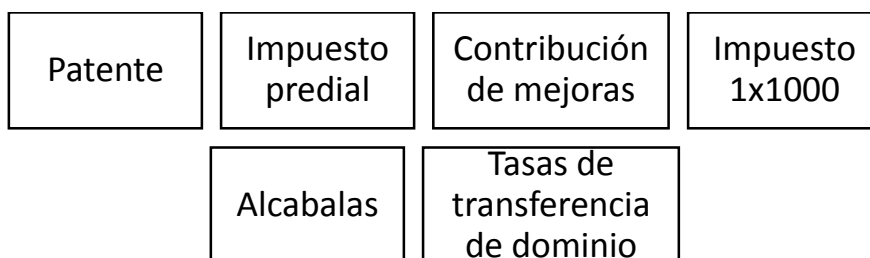 Patente
Impuesto
predial
Contribución
de mejoras
Impuesto
1x1000
Alcabalas
Tasas de
transferencia
de dominio